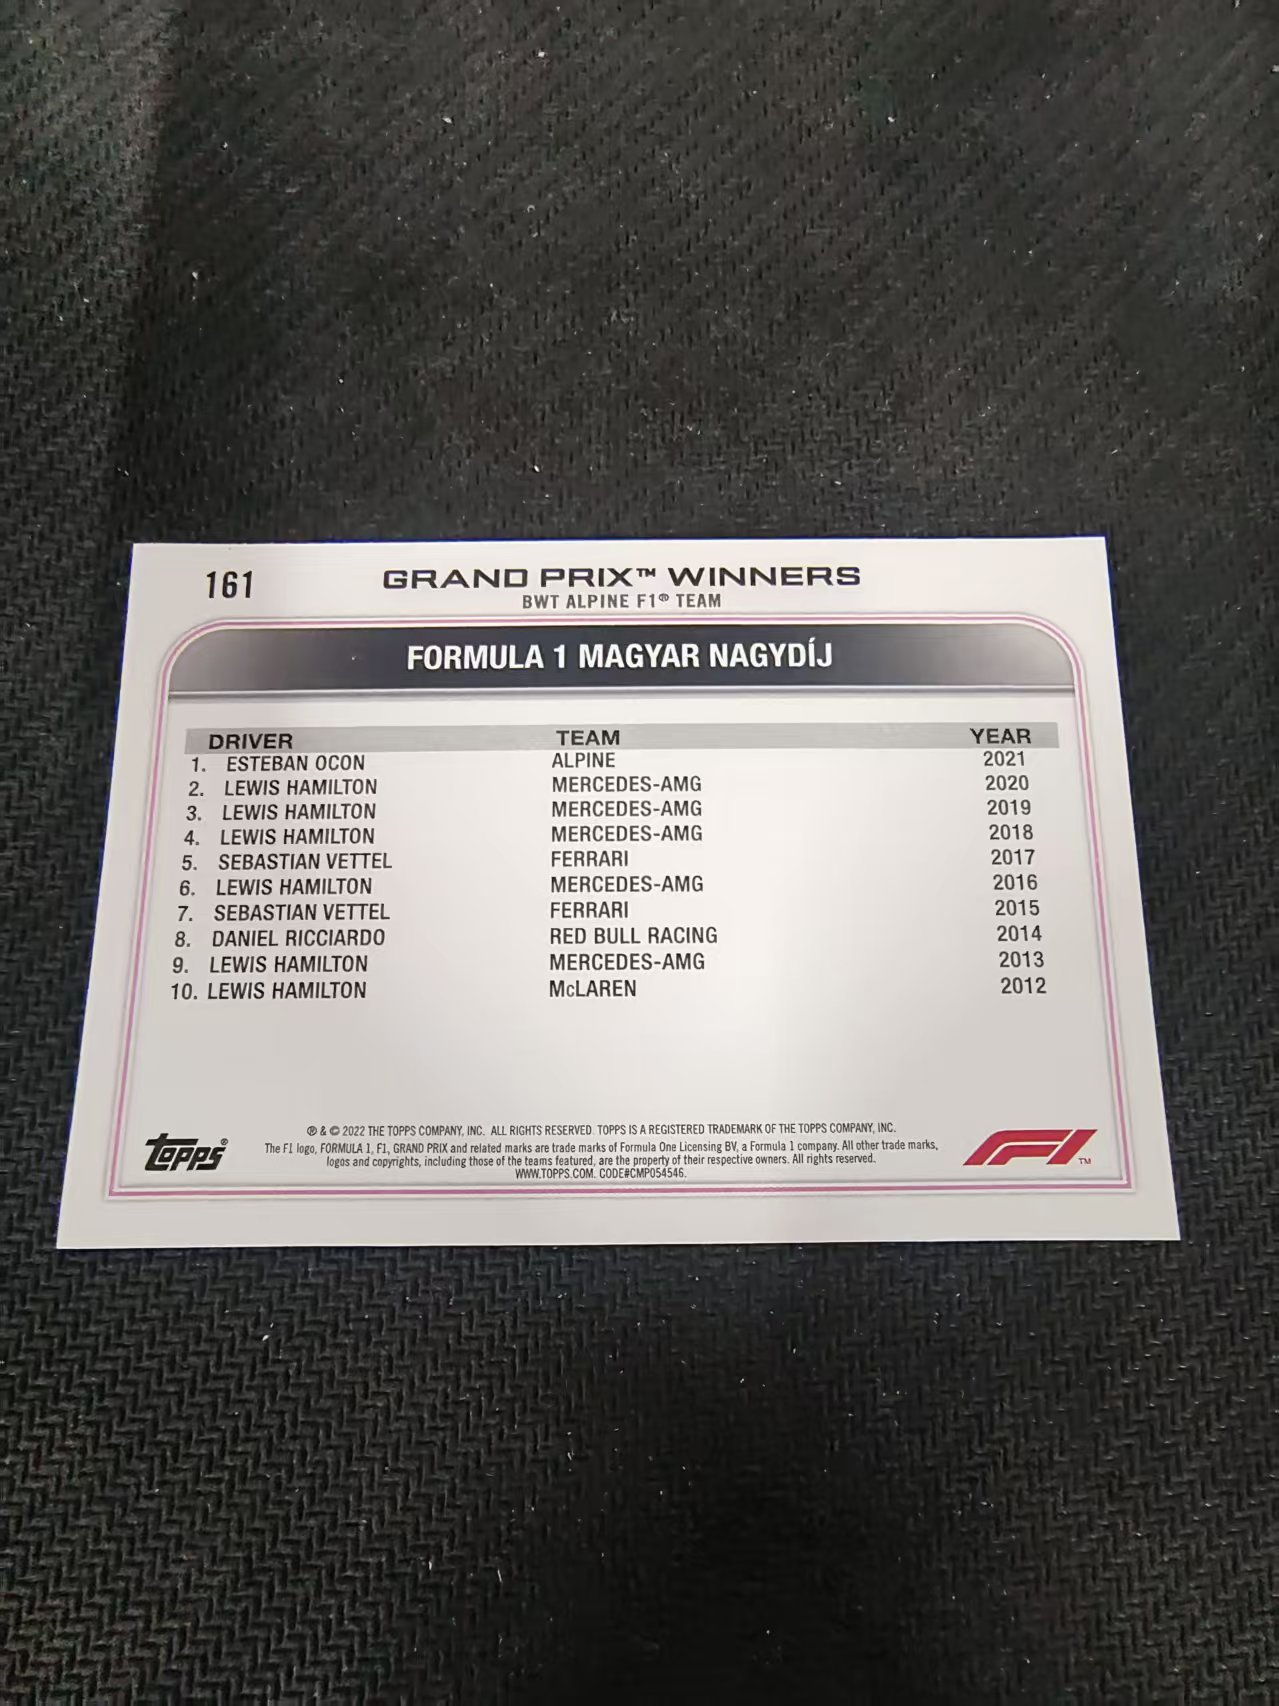 161
GRAND PRIX™ WINNERS
BWT ALPINE F1® TEAM
FORMULA 1 MAGYAR NAGYDÍJ
DRIVER TEAM YEAR
1. ESTEBAN OCON ALPINE 2021
2. LEWIS HAMILTON MERCEDES-AMG 2020
3. LEWIS HAMILTON MERCEDES-AMG 2019
4. LEWIS HAMILTON MERCEDES-AMG 2018
5. SEBASTIAN VETTEL FERRARI 2017
6. LEWIS HAMILTON MERCEDES-AMG 2016
7. SEBASTIAN VETTEL FERRARI 2015
8. DANIEL RICCIARDO RED BULL RACING 2014
9. LEWIS HAMILTON MERCEDES-AMG 2013
10. LEWIS HAMILTON McLAREN 2012
® & © 2022 THE TOPPS COMPANY, INC. ALL RIGHTS RESERVED. TOPPS IS A REGISTERED TRADEMARK OF THE TOPPS COMPANY, INC.
The F1 logo, FORMULA 1, F1, GRAND PRIX and related marks are trade marks of Formula One Licensing BV, a Formula 1 company. All other trade marks,
logos and copyrights, including those of the teams featured, are the property of their respective owners. All rights reserved.
WWW.TOPPS.COM. CODE#CMP054546.
topps®
F1™